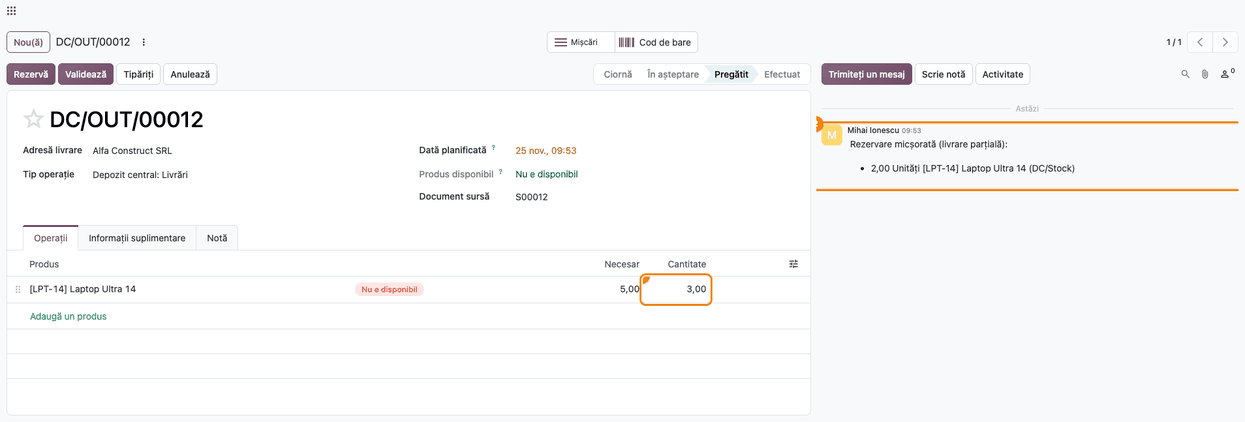 Nou(ă) DC/OUT/00012 Mișcări Cod de bare 1 / 1
Rezervă Validează Tipăriți Anulează Ciornă În așteptare Pregătit Efectuat Trimiteți un mesaj Scrie notă Activitate 0
DC/OUT/00012
Adresă livrare Alfa Construct SRL
Tip operație Depozit central: Livrări
Dată planificată ? 25 nov., 09:53
Produs disponibil ? Nu e disponibil
Document sursă S00012
Operații Informații suplimentare Notă
Produs Necesar Cantitate
[LPT-14] Laptop Ultra 14 Nu e disponibil 5,00 3,00
Adaugă un produs
Astăzi
M Mihai Ionescu 09:53
Rezervare micșorată (livrare parțială):
• 2,00 Unități [LPT-14] Laptop Ultra 14 (DC/Stock)